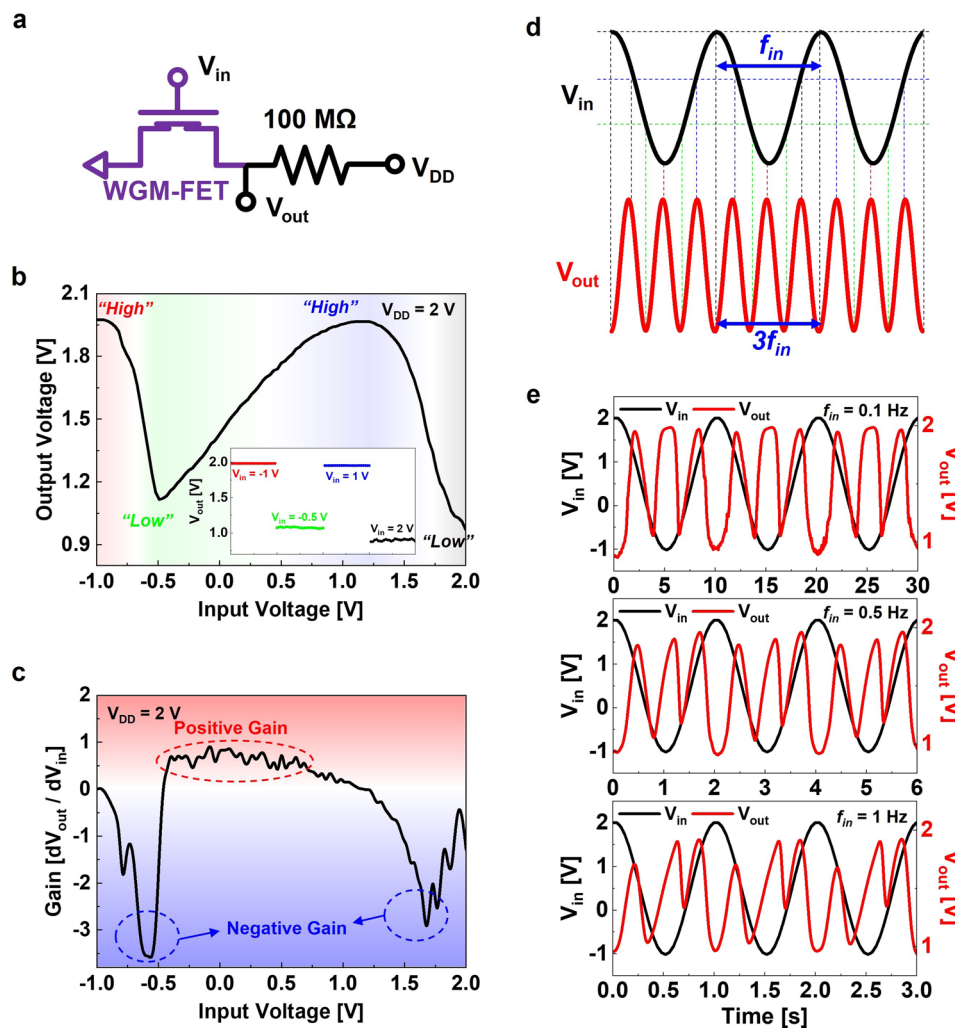 a
V_in
100 MΩ
WGM-FET
V_DD
V_out
b
2.1
1.8
1.5
1.2
0.9
Output Voltage [V]
"High"
"High"
V_DD = 2 V
"Low"
"Low"
2.0
1.0
V_out [V]
V_in = -1 V
V_in = 1 V
V_in = -0.5 V
V_in = 2 V
-1.0 -0.5 0.0 0.5 1.0 1.5 2.0
Input Voltage [V]
c
2
1
0
-1
-2
-3
Gain [dV_out / dV_in]
V_DD = 2 V
Positive Gain
Negative Gain
-1.0 -0.5 0.0 0.5 1.0 1.5 2.0
Input Voltage [V]
d
V_in
f_in
V_out
3f_in
e
V_in V_out f_in = 0.1 Hz
2
1
0
-1
V_in [V]
2
1
V_out [V]
0 5 10 15 20 25 30
V_in V_out f_in = 0.5 Hz
2
1
0
-1
V_in [V]
2
1
V_out [V]
0 1 2 3 4 5 6
V_in V_out f_in = 1 Hz
2
1
0
-1
V_in [V]
2
1
V_out [V]
0.0 0.5 1.0 1.5 2.0 2.5 3.0
Time [s]